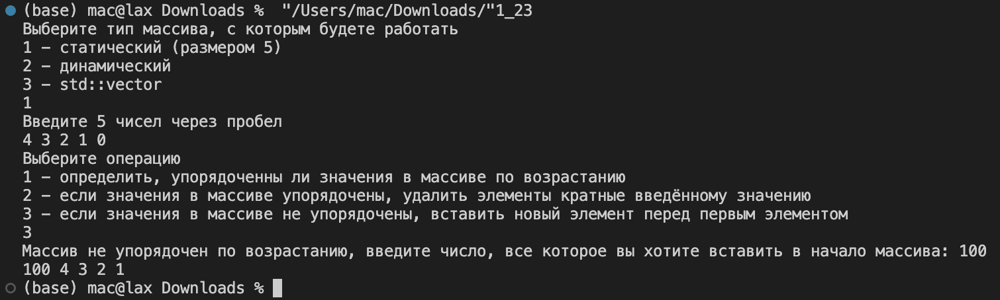 (base) mac@lax Downloads %  "/Users/mac/Downloads/"1_23
Выберите тип массива, с которым будете работать
1 – статический (размером 5)
2 – динамический
3 – std::vector
1
Введите 5 чисел через пробел
4 3 2 1 0
Выберите операцию
1 – определить, упорядоченны ли значения в массиве по возрастанию
2 – если значения в массиве упорядочены, удалить элементы кратные введённому значению
3 – если значения в массиве не упорядочены, вставить новый элемент перед первым элементом
3
Массив не упорядочен по возрастанию, введите число, все которое вы хотите вставить в начало массива: 100
100 4 3 2 1
(base) mac@lax Downloads %